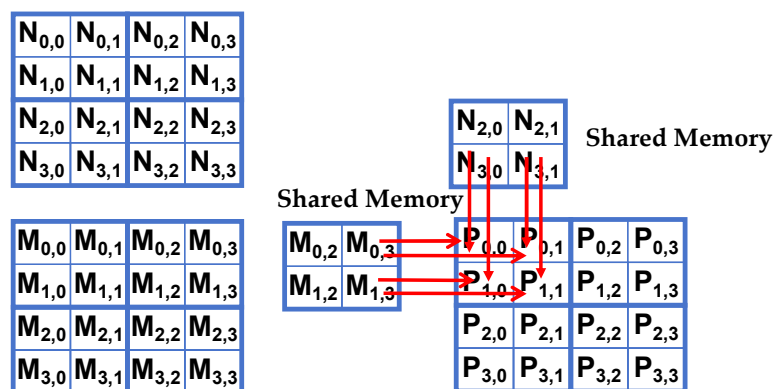 N0,0 N0,1 N0,2 N0,3
N1,0 N1,1 N1,2 N1,3
N2,0 N2,1 N2,2 N2,3
N3,0 N3,1 N3,2 N3,3
N2,0 N2,1
N3,0 N3,1
Shared Memory
Shared Memory
M0,2 M0,3
M1,2 M1,3
M0,0 M0,1 M0,2 M0,3
M1,0 M1,1 M1,2 M1,3
M2,0 M2,1 M2,2 M2,3
M3,0 M3,1 M3,2 M3,3
P0,0 P0,1 P0,2 P0,3
P1,0 P1,1 P1,2 P1,3
P2,0 P2,1 P2,2 P2,3
P3,0 P3,1 P3,2 P3,3